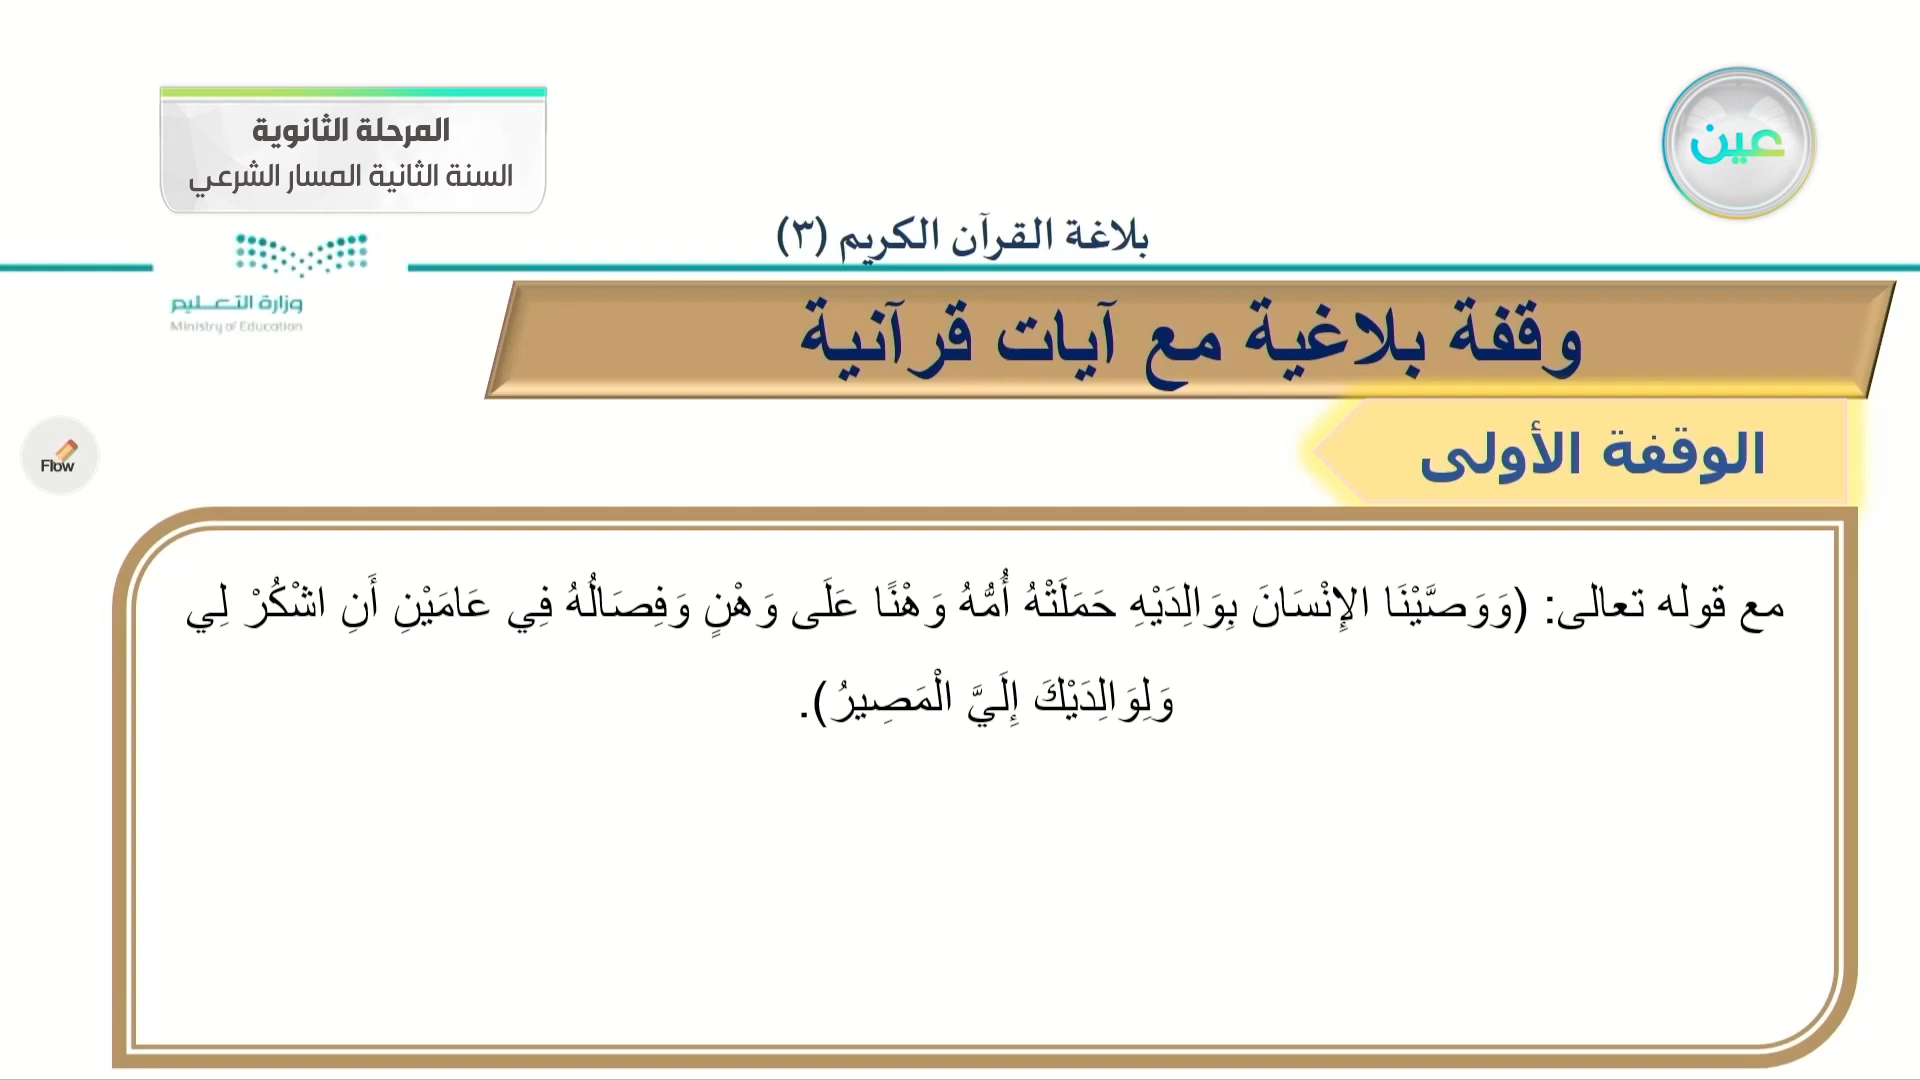 المرحلة الثانوية
السنة الثانية المسار الشرعي
عين
بلاغة القرآن الكريم (٣)
وزارة التعـــليم
Ministry of Education
وقفة بلاغية مع آيات قرآنية
الوقفة الأولى
Flow
مع قوله تعالى: (وَوَصَّيْنَا الإِنْسَانَ بِوَالِدَيْهِ حَمَلَتْهُ أُمُّهُ وَهْنًا عَلَى وَهْنٍ وَفِصَالُهُ فِي عَامَيْنِ أَنِ اشْكُرْ لِي
وَلِوَالِدَيْكَ إِلَيَّ الْمَصِيرُ).